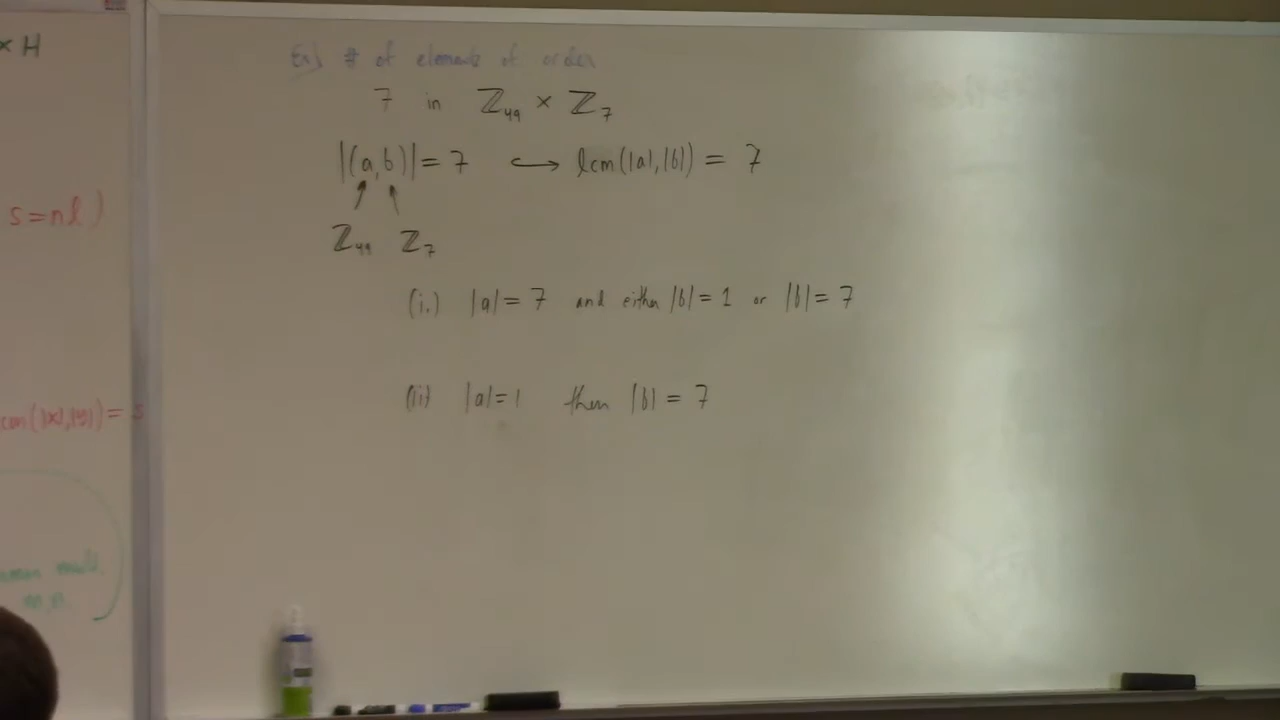 × H
s=nl)
lcm(|x|,|y|)= s
m,n.
Ex) # of elements of order
7 in ℤ₄₉ × ℤ₇
|(a,b)|= 7 ↪ lcm(|a|,|b|) = 7
ℤ₄₉ ℤ₇
(i.) |a|= 7 and either |b|= 1 or |b|= 7
(ii) |a|= 1 then |b| = 7